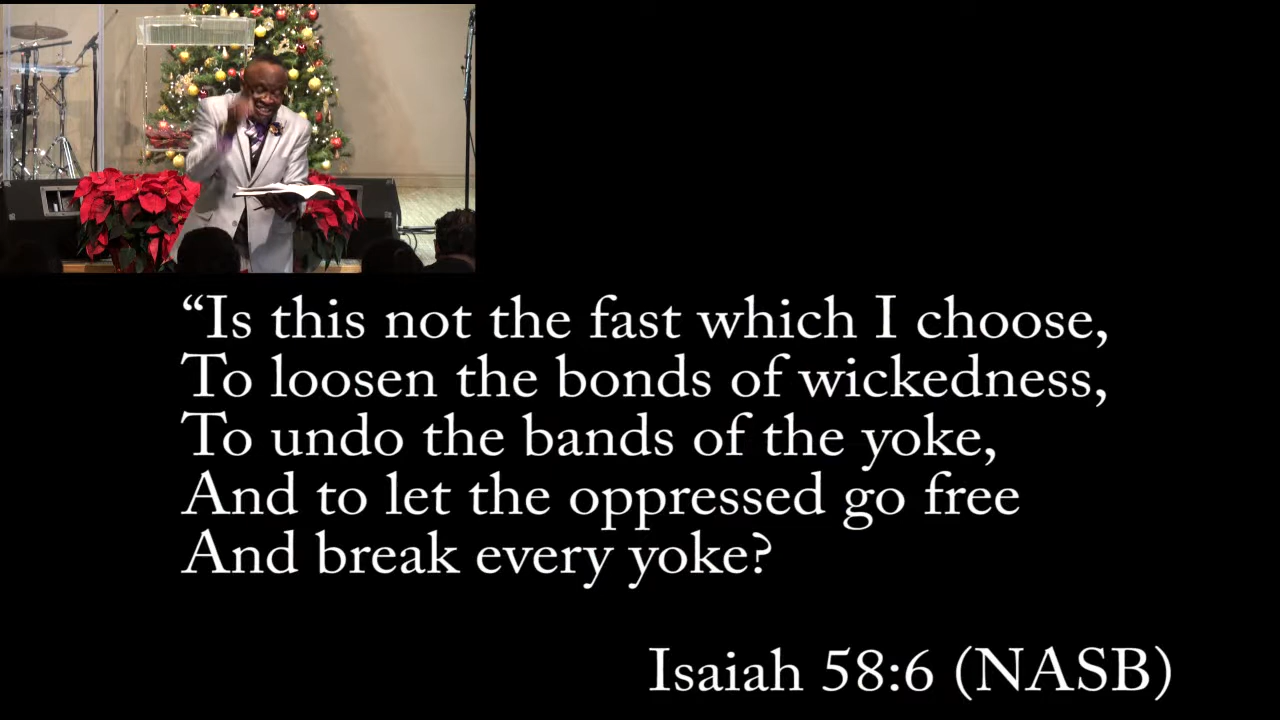 “Is this not the fast which I choose,
To loosen the bonds of wickedness,
To undo the bands of the yoke,
And to let the oppressed go free
And break every yoke?
Isaiah 58:6 (NASB)